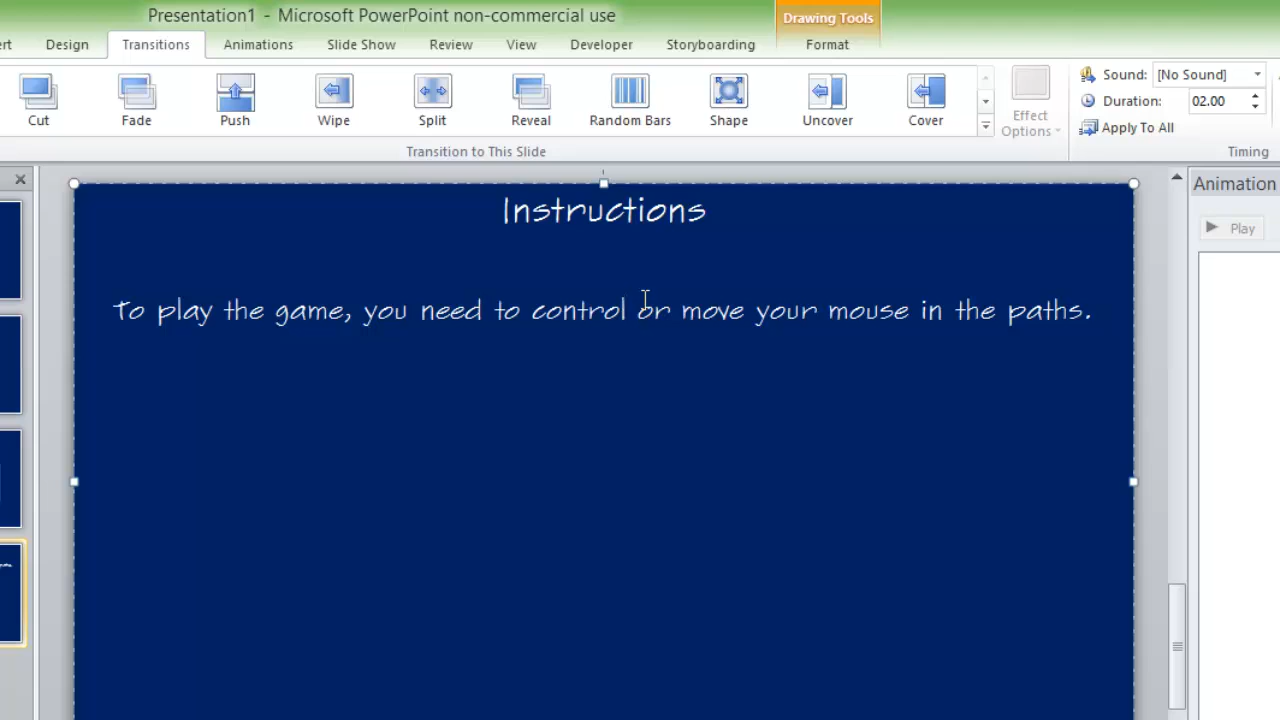 Presentation1 - Microsoft PowerPoint non-commercial use
Drawing Tools
Design Transitions Animations Slide Show Review View Developer Storyboarding Format
Cut Fade Push Wipe Split Reveal Random Bars Shape Uncover Cover
Effect Options
Sound: [No Sound]
Duration: 02.00
Apply To All
Transition to This Slide
Timing
Animation
Play
Instructions
To play the game, you need to control or move your mouse in the paths.